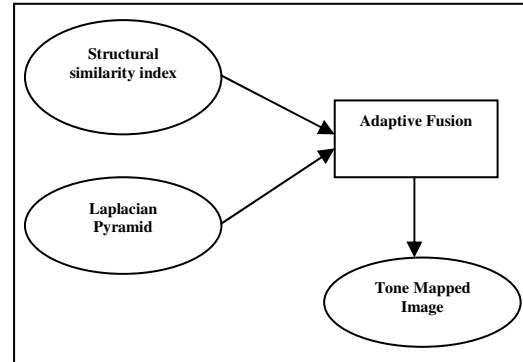 Structural
similarity index
Adaptive Fusion
Laplacian
Pyramid
Tone Mapped
Image